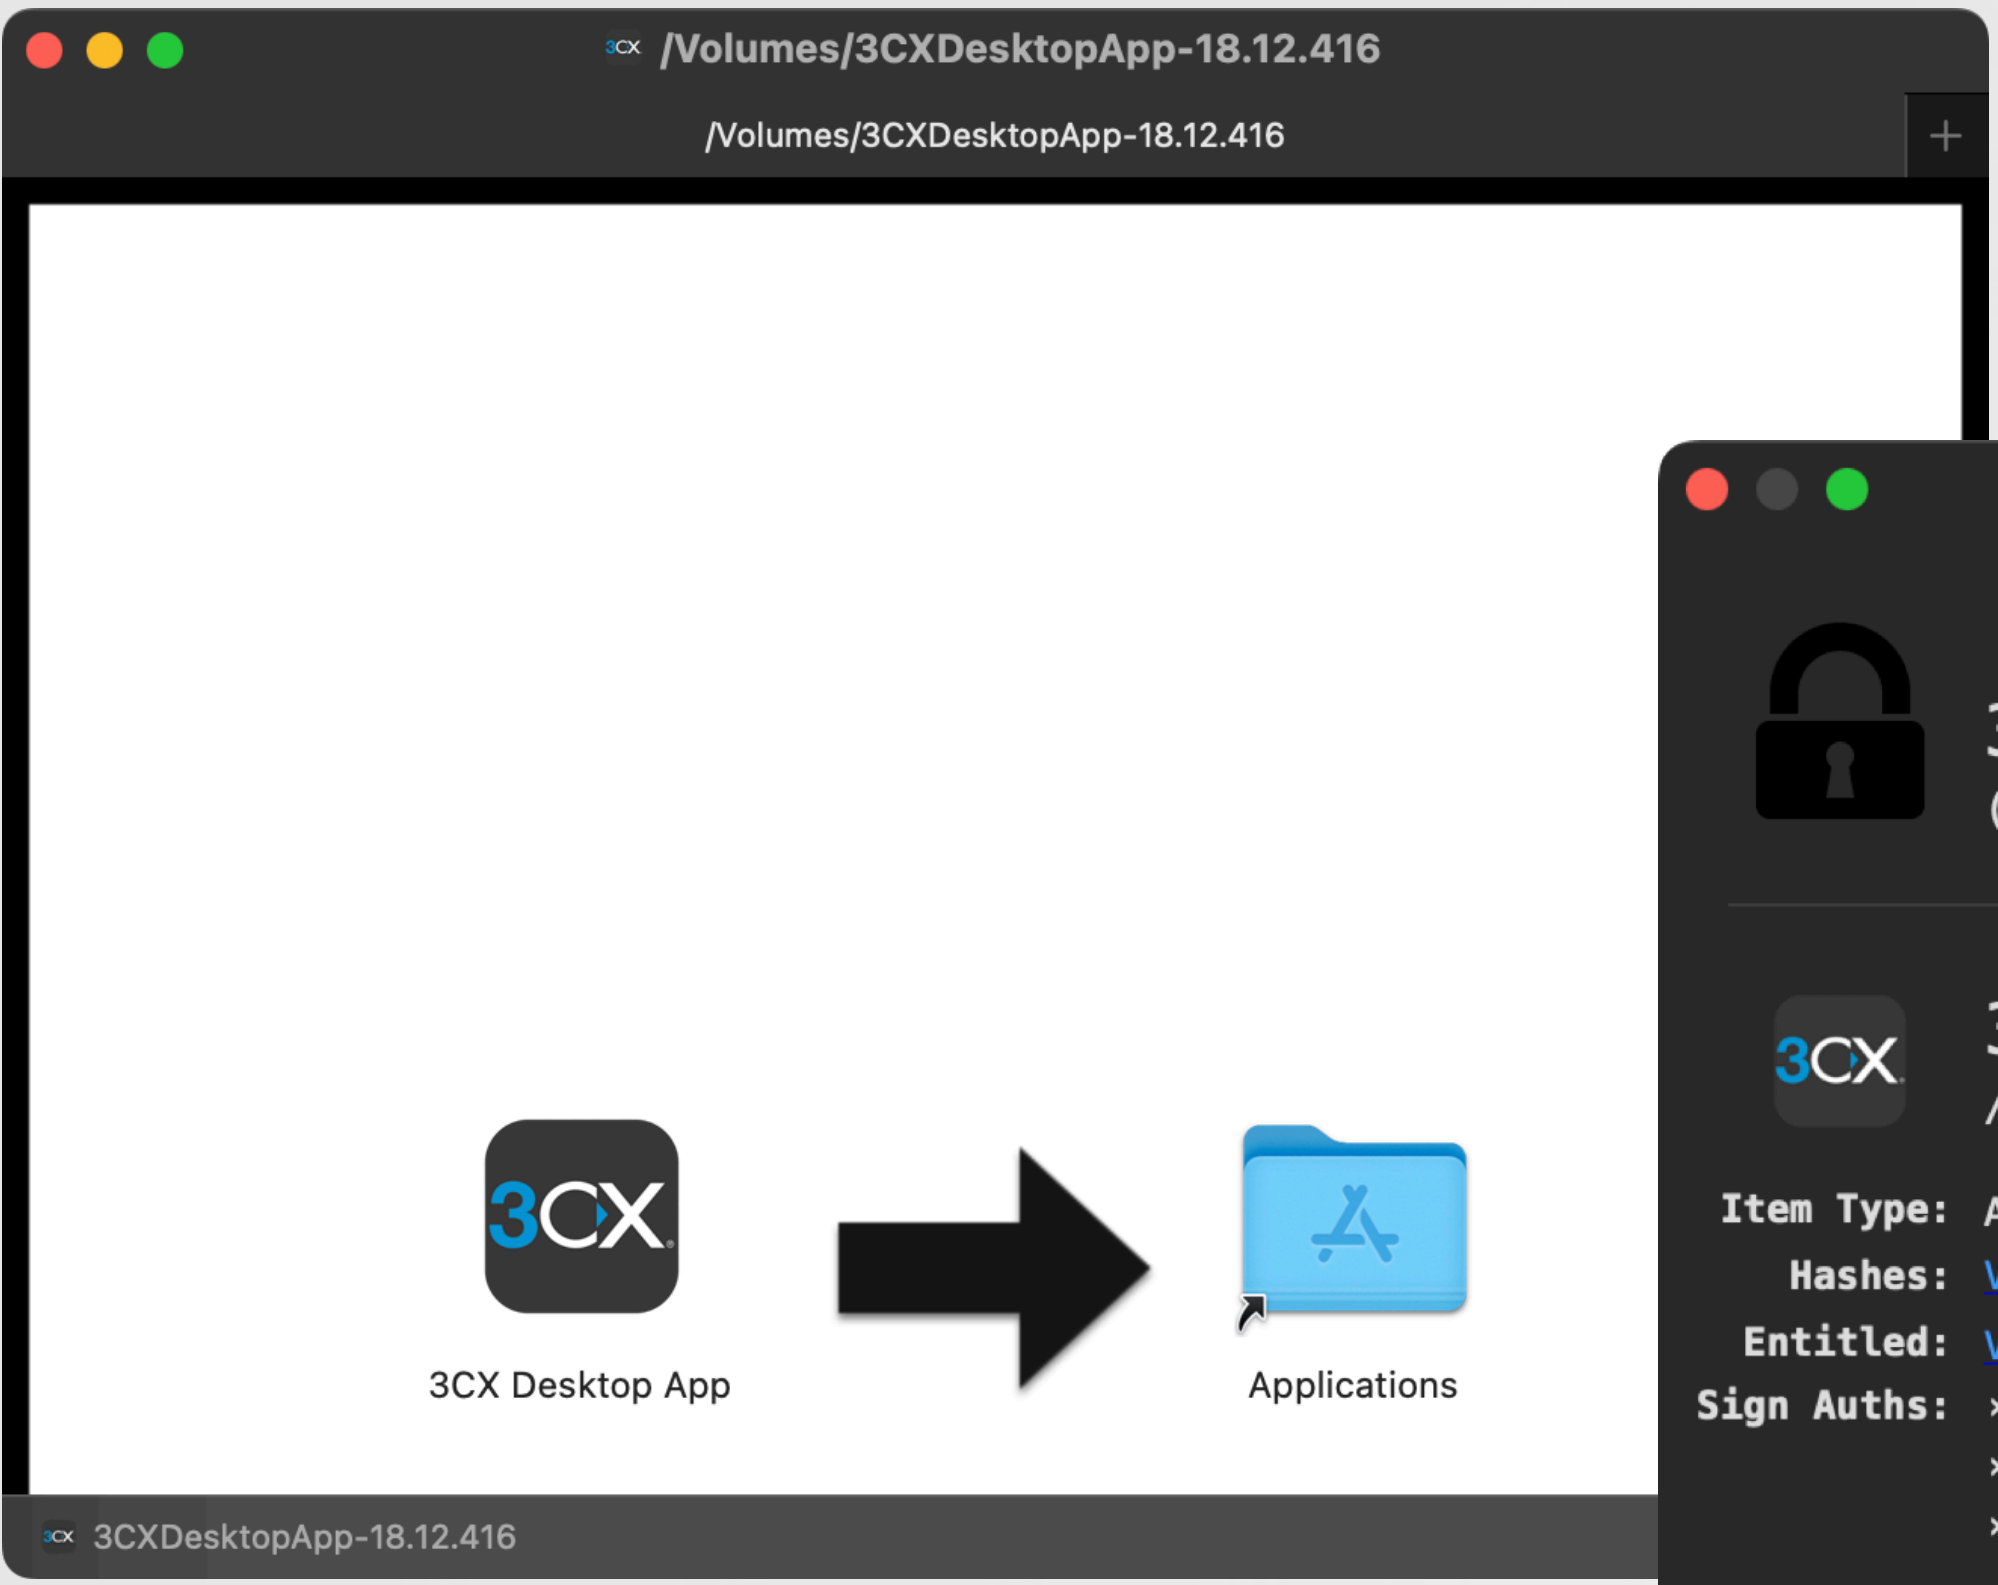 3CX /Volumes/3CXDesktopApp-18.12.416
/Volumes/3CXDesktopApp-18.12.416
3CX
3CX
3CX Desktop App
Applications
Item Type:
Hashes:
Entitled:
Sign Auths:
3CX 3CXDesktopApp-18.12.416